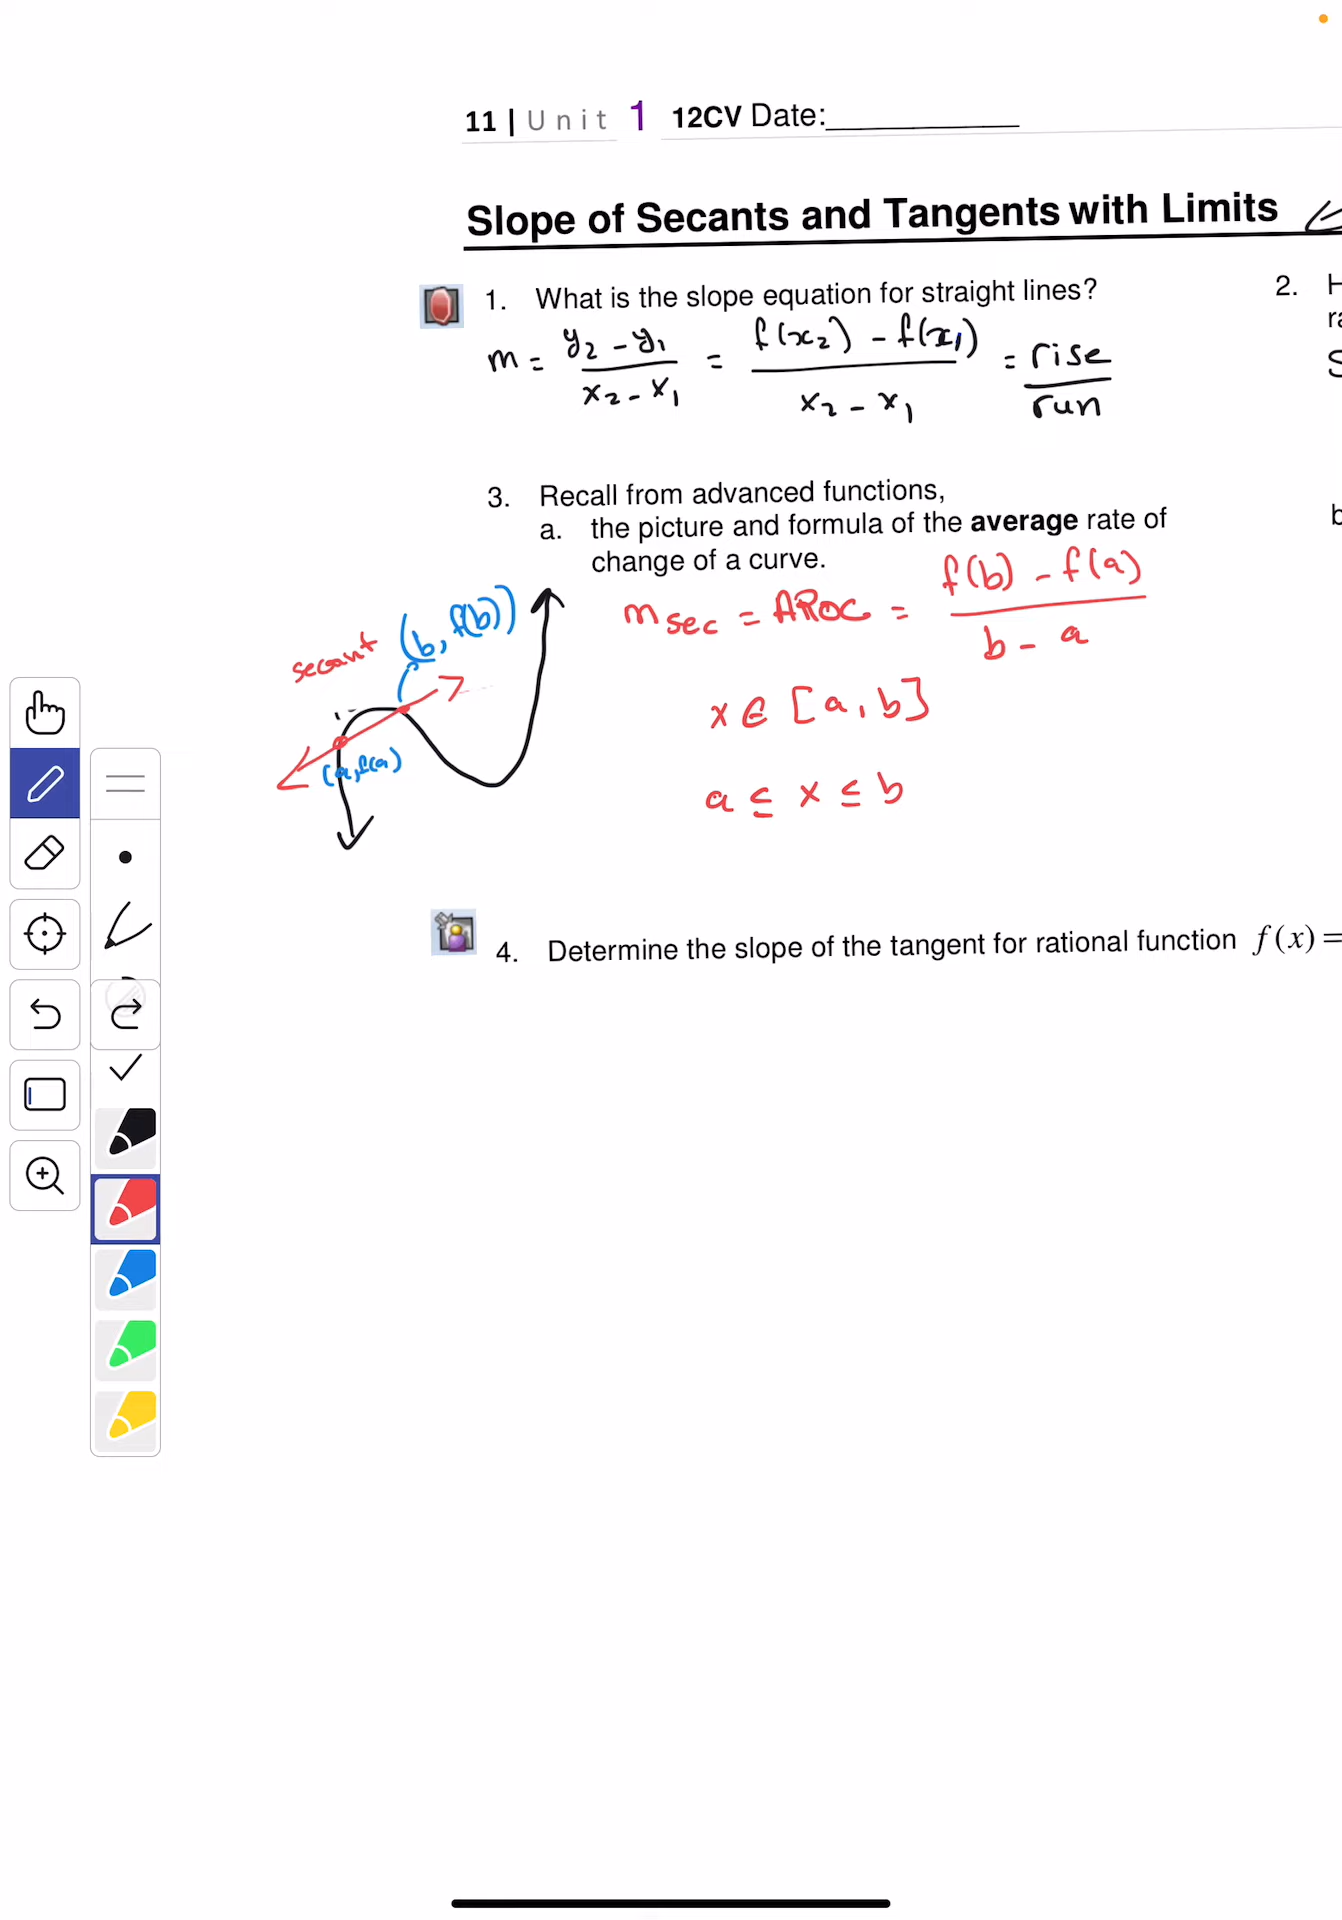 11 | Unit 1 12CV Date:____________
Slope of Secants and Tangents with Limits
1. What is the slope equation for straight lines?
2.
m = y₂ - y₁ / x₂ - x₁ = f(x₂) - f(x₁) / x₂ - x₁ = rise / run
3. Recall from advanced functions,
a. the picture and formula of the average rate of
change of a curve.
m sec = AROC = f(b) - f(a) / b - a
secant (b, f(b))
(a, f(a))
x ∈ [a, b]
a ≤ x ≤ b
4. Determine the slope of the tangent for rational function f(x) =